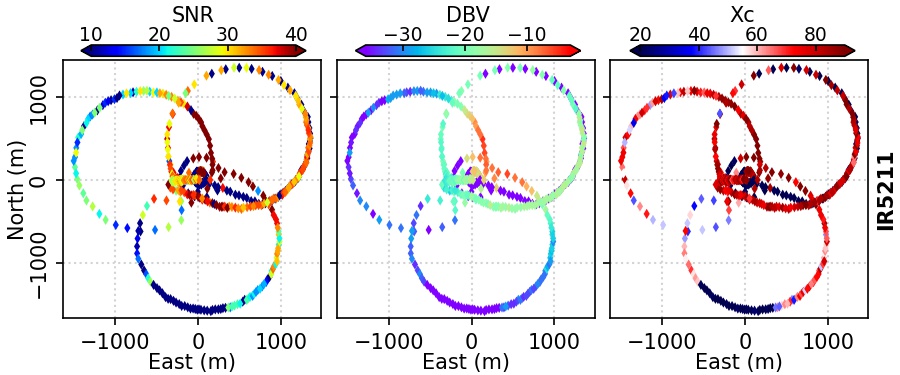 SNR DBV Xc
10 20 30 40 −30 −20 −10 20 40 60 80
1000
0
−1000
North (m)
IR5211
−1000 0 1000 −1000 0 1000 −1000 0 1000
East (m) East (m) East (m)